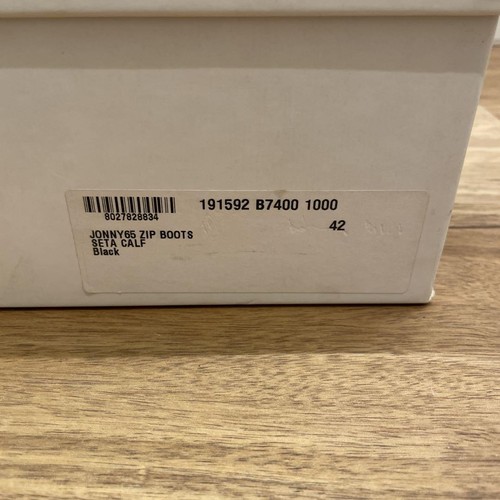 191592 B7400 1000
8027828834
42
JONNY65 ZIP BOOTS
SETA CALF
Black